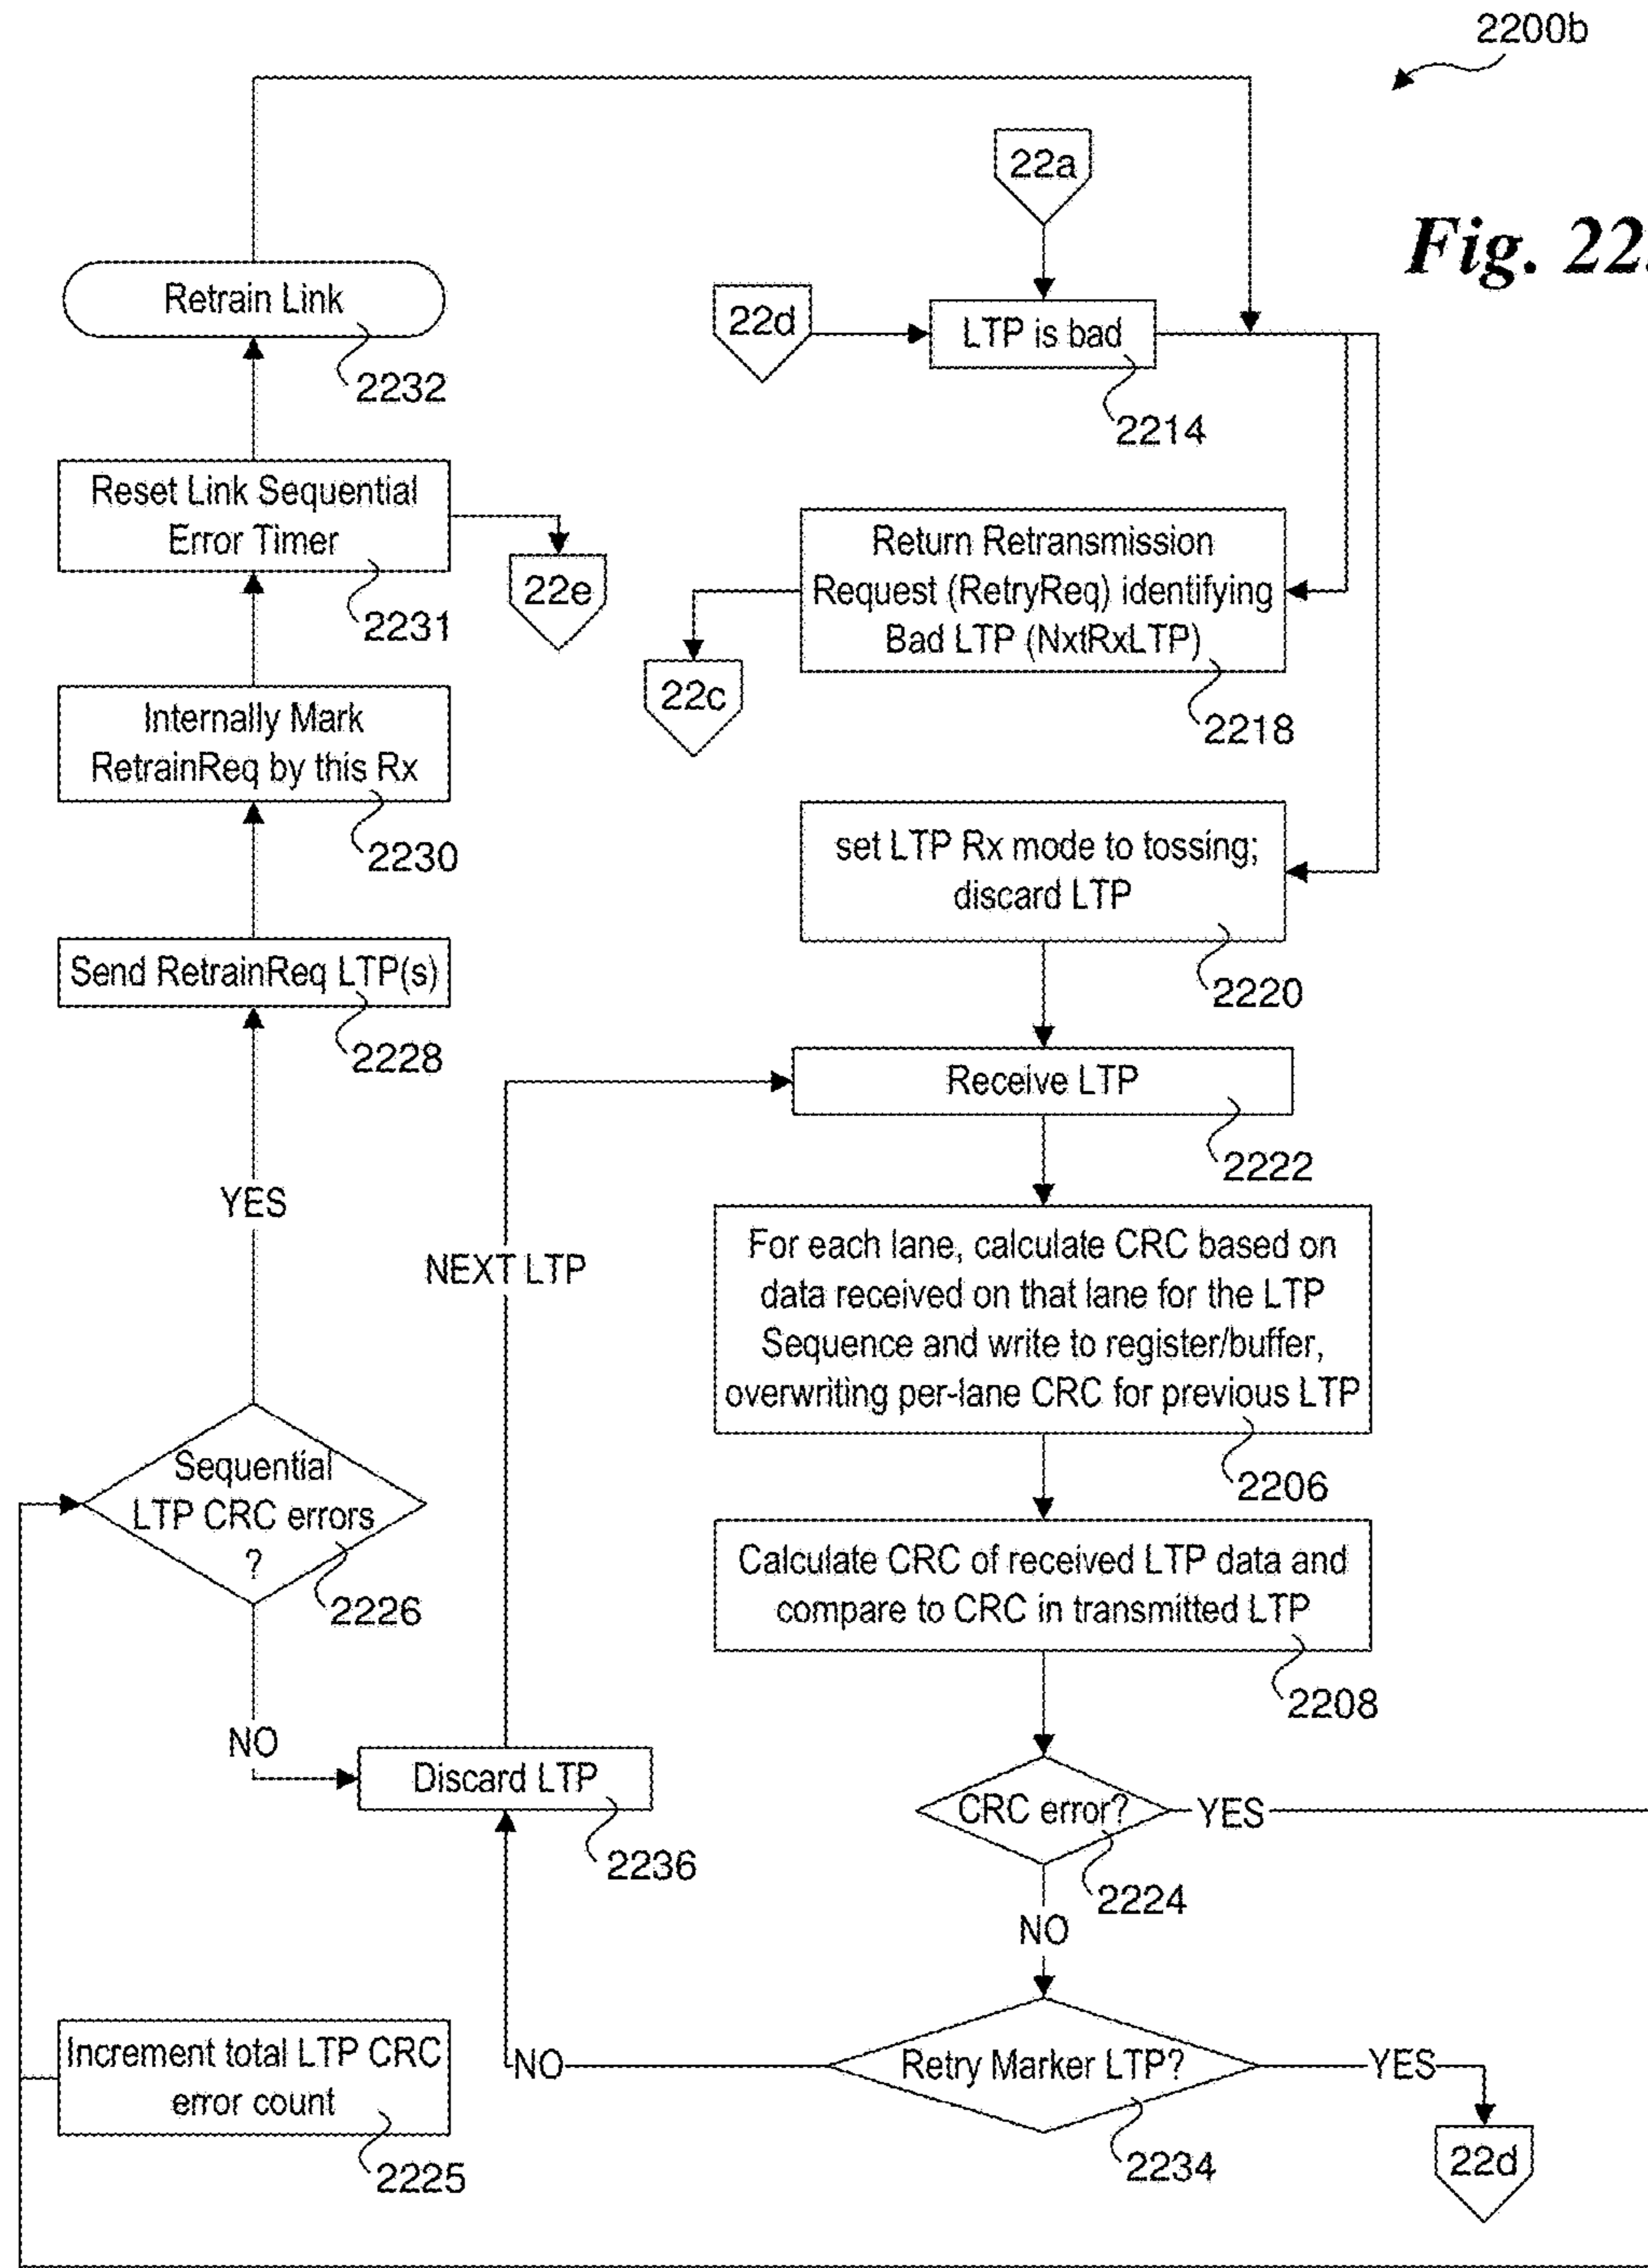 2200b
22a
Fig. 22
Retrain Link
2232
22d
LTP is bad
2214
Reset Link Sequential
Error Timer
2231
22e
Return Retransmission
Request (RetryReq) identifying
Bad LTP (NxtRxLTP)
2218
22c
Internally Mark
RetrainReq by this Rx
2230
set LTP Rx mode to tossing;
discard LTP
2220
Send RetrainReq LTP(s)
2228
Receive LTP
2222
YES
NEXT LTP
For each lane, calculate CRC based on
data received on that lane for the LTP
Sequence and write to register/buffer,
overwriting per-lane CRC for previous LTP
2206
Sequential
LTP CRC errors
?
2226
Calculate CRC of received LTP data and
compare to CRC in transmitted LTP
2208
NO
Discard LTP
2236
CRC error?
YES
2224
NO
Increment total LTP CRC
error count
2225
NO
Retry Marker LTP?
YES
2234
22d